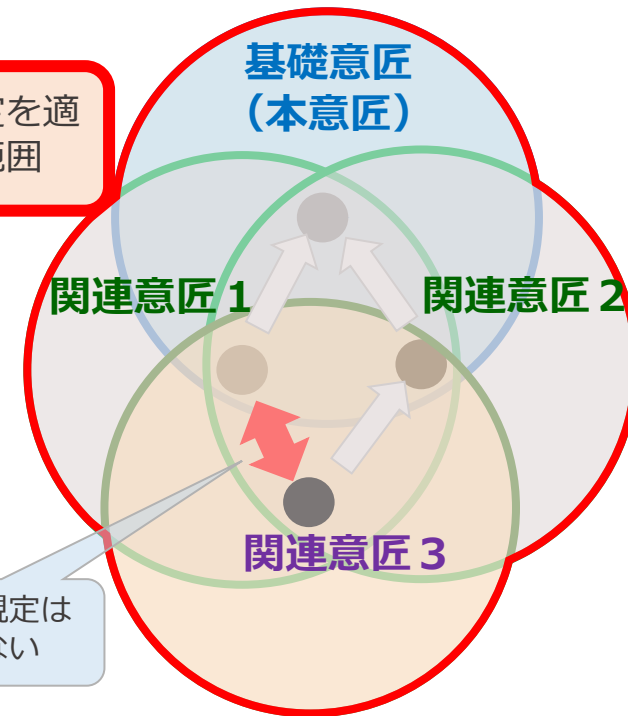 基礎意匠
（本意匠）
定を適
範囲
関連意匠１
関連意匠２
関連意匠３
規定は
ない